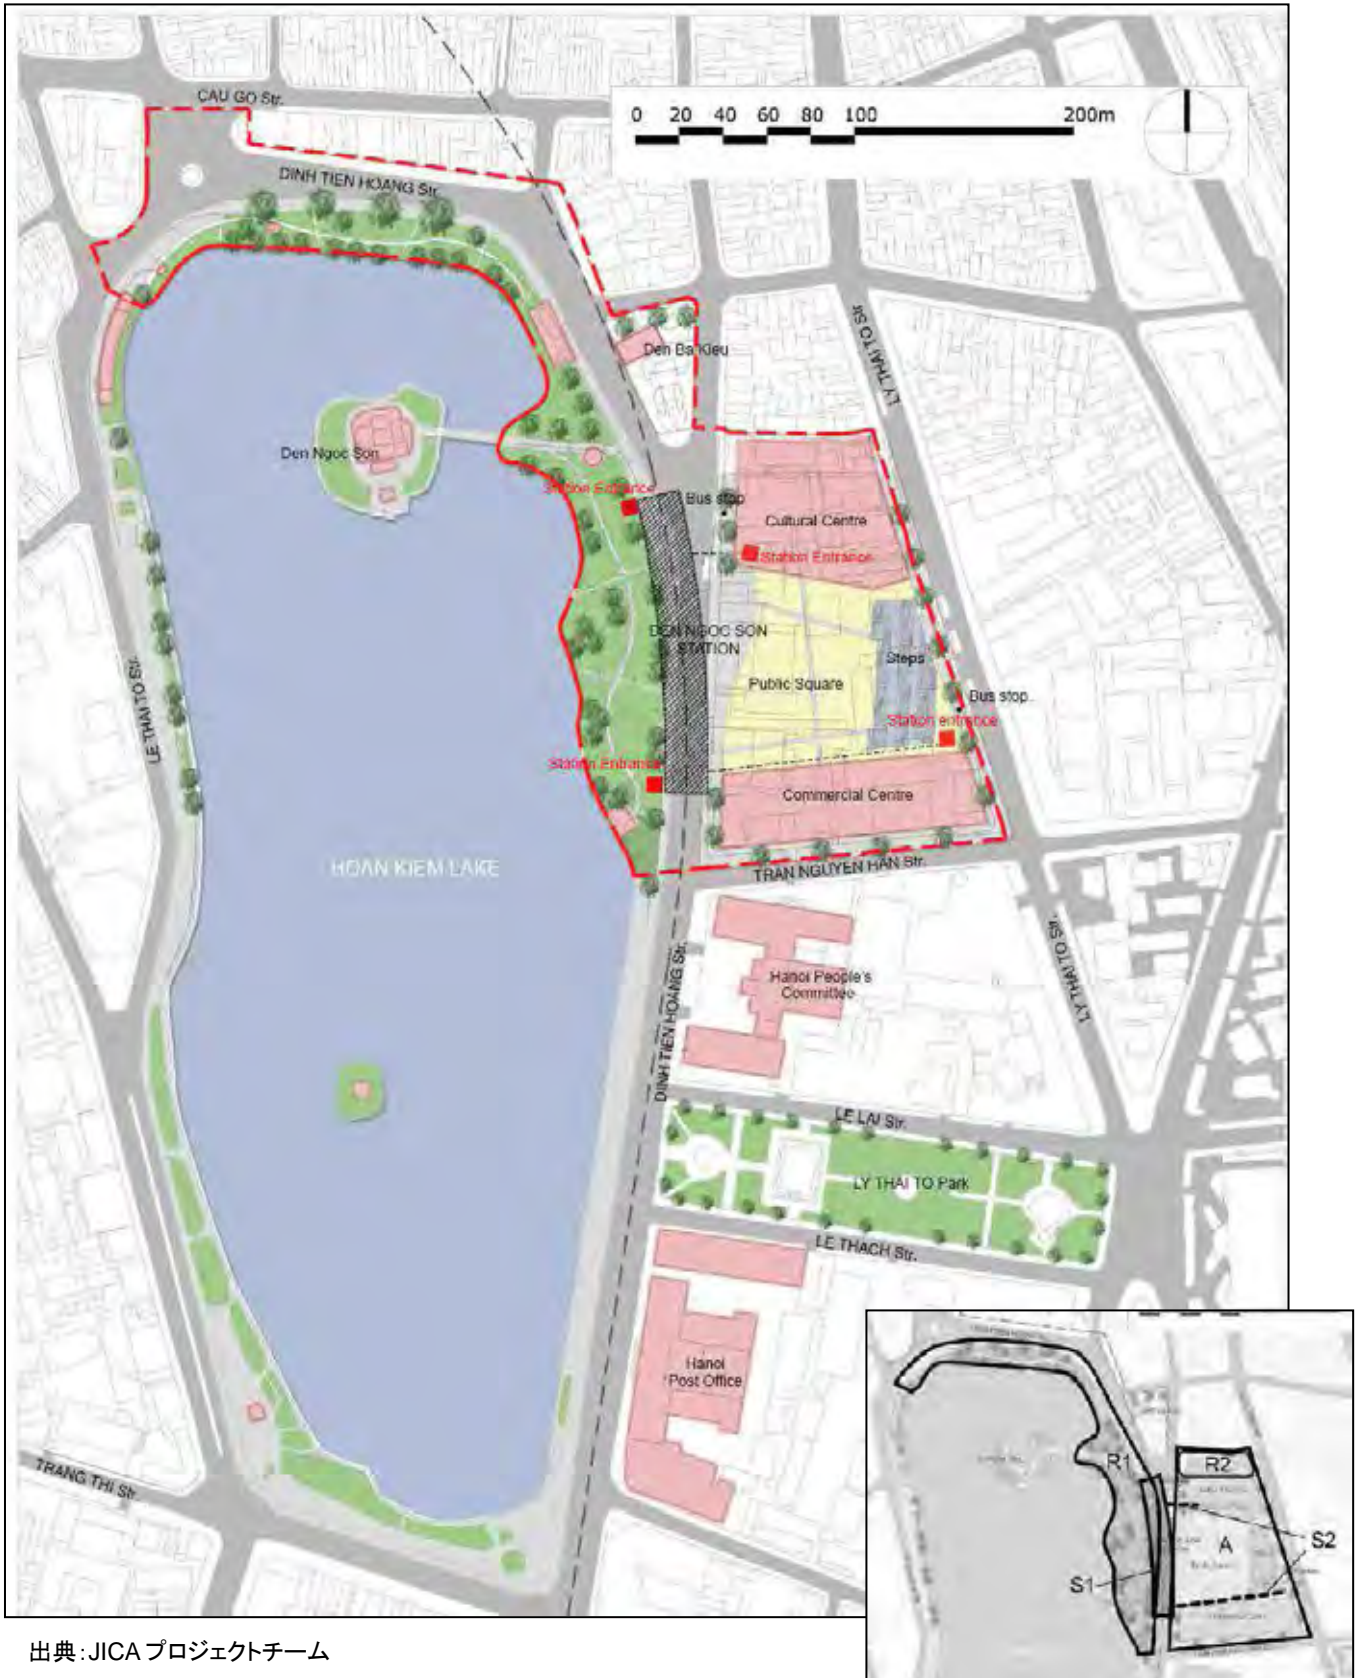 CAU GO Str.
0 20 40 60 80 100 200m
DINH TIEN HOANG Str.
LY THAI TO Str.
Den Ba Kieu
Den Ngoc Son
Station Entrance
Bus stop
Cultural Centre
Station Entrance
DEN NGOC SON
STATION
Steps
Public Square
Bus stop
Station entrance
LE THAI TO Str.
Station Entrance
Commercial Centre
HOAN KIEM LAKE
TRAN NGUYEN HAN Str.
LY THAI TO Str.
Hanoi People's
Committee
DINH TIEN HOANG Str.
LE LAI Str.
LY THAI TO Park
LE THACH Str.
Hanoi
Post Office
TRANG THI Str.
R1
R2
A
S2
S1
出典:JICAプロジェクトチーム